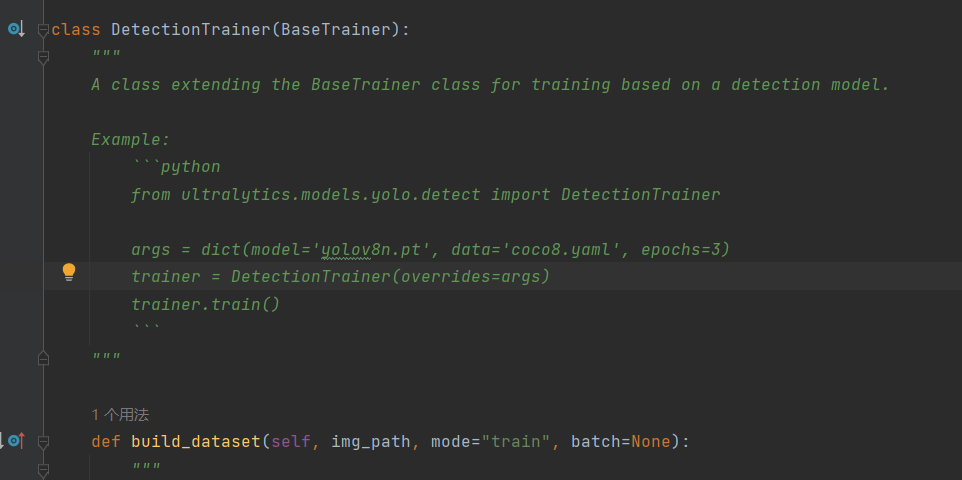 class DetectionTrainer(BaseTrainer):
"""
A class extending the BaseTrainer class for training based on a detection model.
Example:
```python
from ultralytics.models.yolo.detect import DetectionTrainer
args = dict(model='yolov8n.pt', data='coco8.yaml', epochs=3)
trainer = DetectionTrainer(overrides=args)
trainer.train()
```
"""
1 个用法
def build_dataset(self, img_path, mode="train", batch=None):
"""